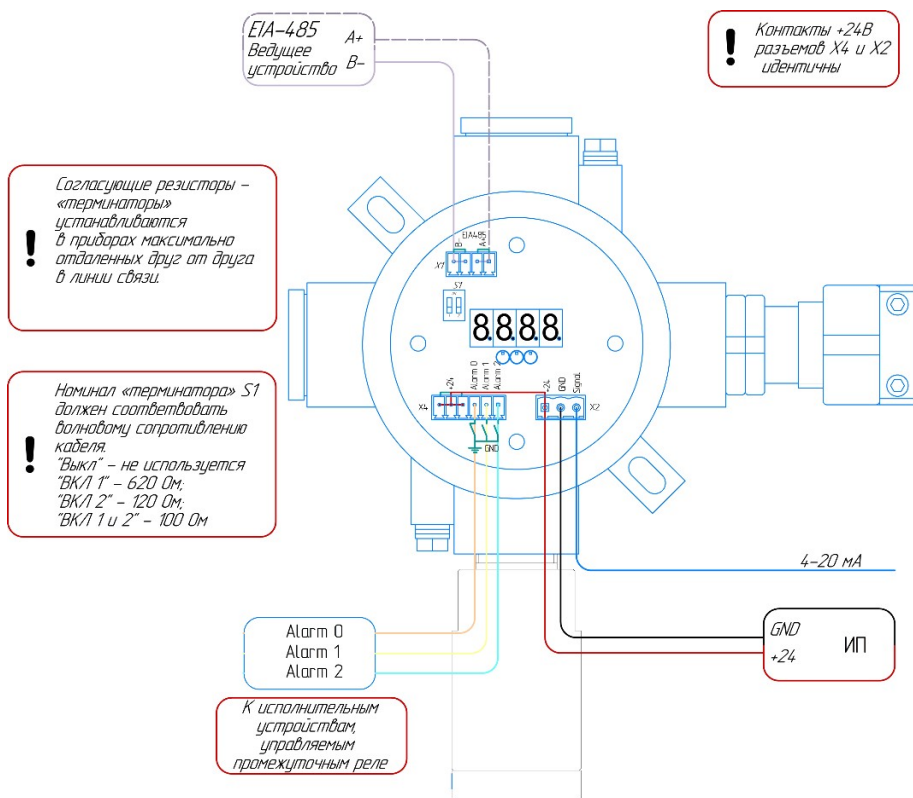 EIA-485
Ведущее
устройство
A+
B-
Контакты +24В
разъемов X4 и X2
идентичны
!
Согласующие резисторы –
«терминаторы»
устанавливаются
в приборах максимально
отдаленных друг от друга
в линии связи.
!
EIA485
B-
A+
X1
S1
8.8.8.8.
Номинал «терминатора» S1
должен соответвовать
волновому сопротивлению
кабеля.
"Выкл" – не используется
"ВКЛ 1" – 620 Ом;
"ВКЛ 2" – 120 Ом;
"ВКЛ 1 и 2" – 100 Ом
!
+24
Alarm 0
Alarm 1
Alarm 2
X4
GND
+24
GND
Signal
X2
4-20 мА
Alarm 0
Alarm 1
Alarm 2
GND
+24
ИП
К исполнительным
устройствам,
управляемым
промежуточным реле